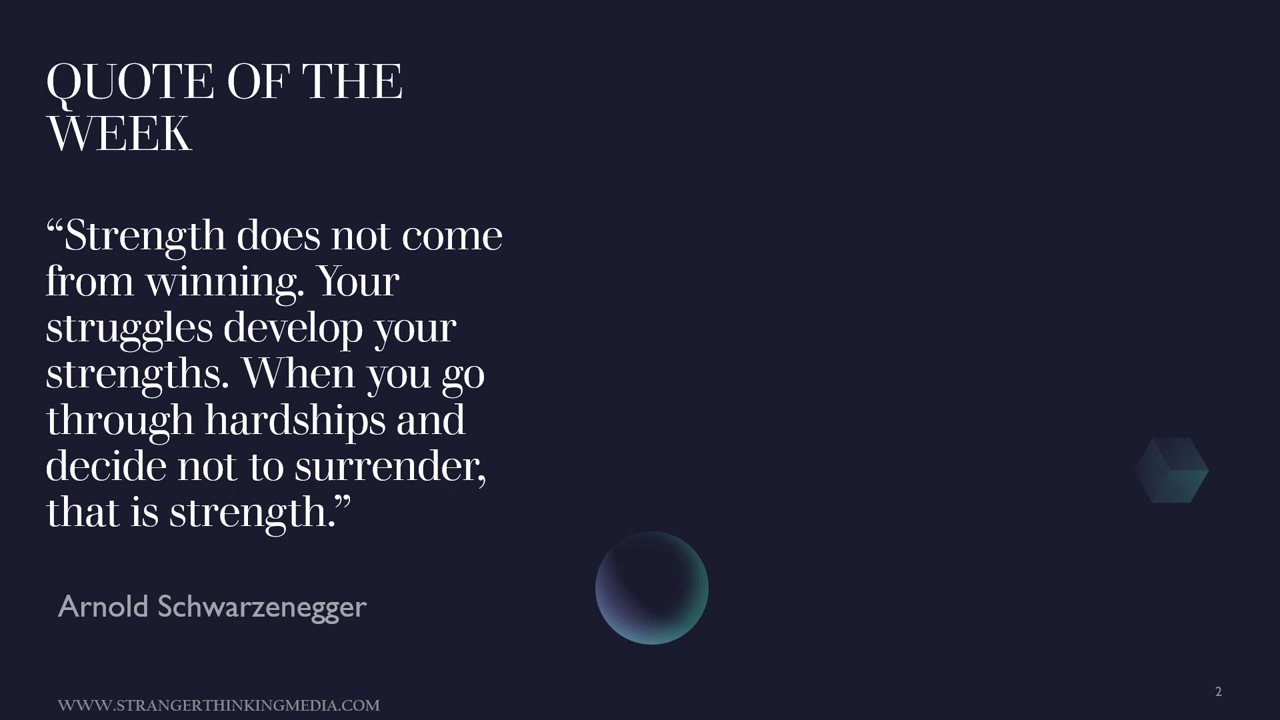 QUOTE OF THE
WEEK
“Strength does not come
from winning. Your
struggles develop your
strengths. When you go
through hardships and
decide not to surrender,
that is strength.”
Arnold Schwarzenegger
WWW.STRANGERTHINKINGMEDIA.COM
2